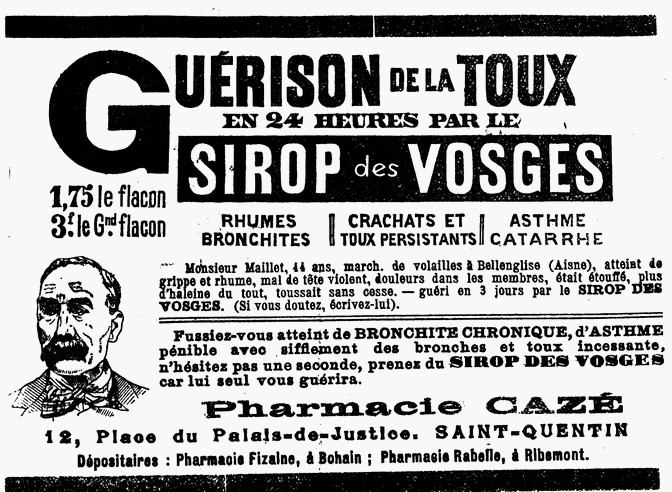 GUÉRISON DE LA TOUX
EN 24 HEURES PAR LE
SIROP des VOSGES
1,75 le flacon
3f. le Gnd flacon
RHUMES
BRONCHITES
CRACHATS ET
TOUX PERSISTANTS
ASTHME
CATARRHE
Monsieur Maillet, 44 ans, march. de volailles à Bellenglise (Aisne), atteint de
grippe et rhume, mal de tête violent, douleurs dans les membres, était étouffé, plus
d'haleine du tout, toussait sans cesse. — guéri en 3 jours par le SIROP DES
VOSGES. (Si vous doutez, écrivez-lui).
Fussiez-vous atteint de BRONCHITE CHRONIQUE, d'ASTHME
pénible avec sifflement des bronches et toux incessante,
n'hésitez pas une seconde, prenez du SIROP DES VOSGES
car lui seul vous guérira.
Pharmacie CAZÉ
12, Place du Palais-de-Justice. SAINT-QUENTIN
Dépositaires : Pharmacie Fizaine, à Bohain ; Pharmacie Rabelle, à Ribemont.